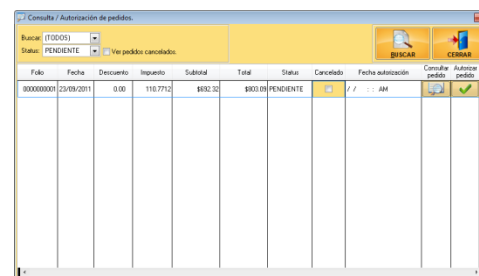 Consulta / Autorización de pedidos.
Buscar: (TODOS)
Status: PENDIENTE Ver pedidos cancelados.
BUSCAR CERRAR
Folio Fecha Descuento Impuesto Subtotal Total Status Cancelado Fecha autorización Consultar pedido Autorizar pedido
0000000001 23/09/2011 0.00 110.7712 $692.32 $803.09 PENDIENTE / / : : AM